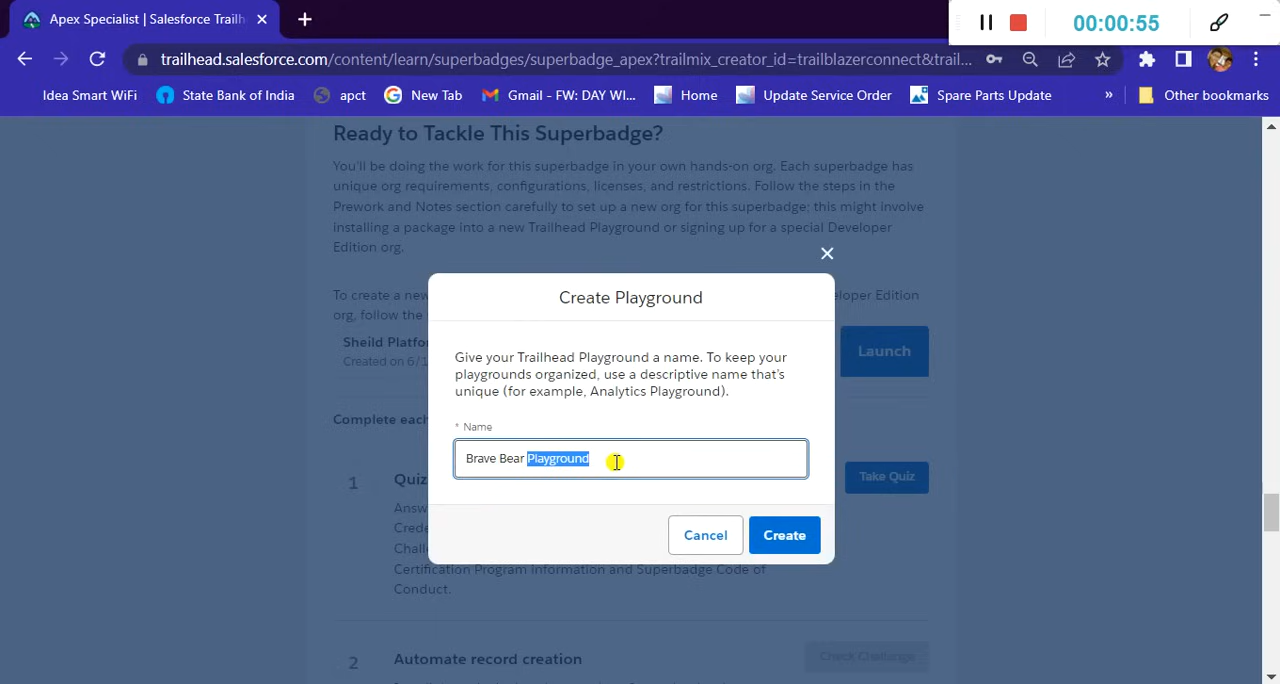 Apex Specialist | Salesforce Trailh
00:00:55
trailhead.salesforce.com/content/learn/superbadges/superbadge_apex?trailmix_creator_id=trailblazerconnect&trail...
Idea Smart WiFi
State Bank of India
apct
New Tab
Gmail - FW: DAY WI...
Home
Update Service Order
Spare Parts Update
»
Other bookmarks
Ready to Tackle This Superbadge?
You'll be doing the work for this superbadge in your own hands-on org. Each superbadge has
unique org requirements, configurations, licenses, and restrictions. Follow the steps in the
Prework and Notes section carefully to set up a new org for this superbadge; this might involve
installing a package into a new Trailhead Playground or signing up for a special Developer
Edition org.
To create a new
eloper Edition
org, follow the
Sheild Platfor
Created on 6/1
Launch
Create Playground
Give your Trailhead Playground a name. To keep your
playgrounds organized, use a descriptive name that's
unique (for example, Analytics Playground).
* Name
Brave Bear Playground
Cancel
Create
Complete each
1
Quiz
Take Quiz
Answ
Crede
Chall
Certification Program Information and Superbadge Code of
Conduct.
2
Automate record creation
Check Challenge